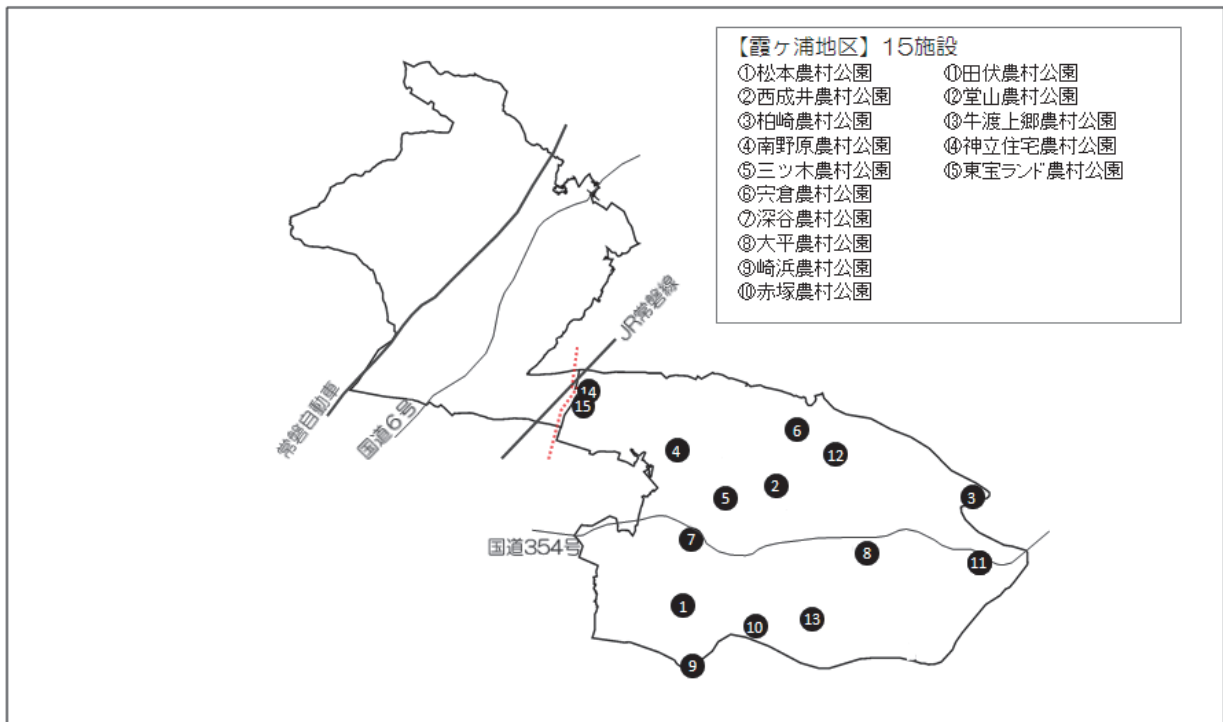 【霞ヶ浦地区】15施設
①松本農村公園
②西成井農村公園
③柏崎農村公園
④南野原農村公園
⑤三ツ木農村公園
⑥宍倉農村公園
⑦深谷農村公園
⑧大平農村公園
⑨崎浜農村公園
⑩赤塚農村公園
⑪田伏農村公園
⑫堂山農村公園
⑬牛渡上郷農村公園
⑭神立住宅農村公園
⑮東宝ランド農村公園
JR常磐線
常磐自動車
国道6号
国道354号
14
15
6
4
12
2
5
3
7
8
11
1
13
10
9